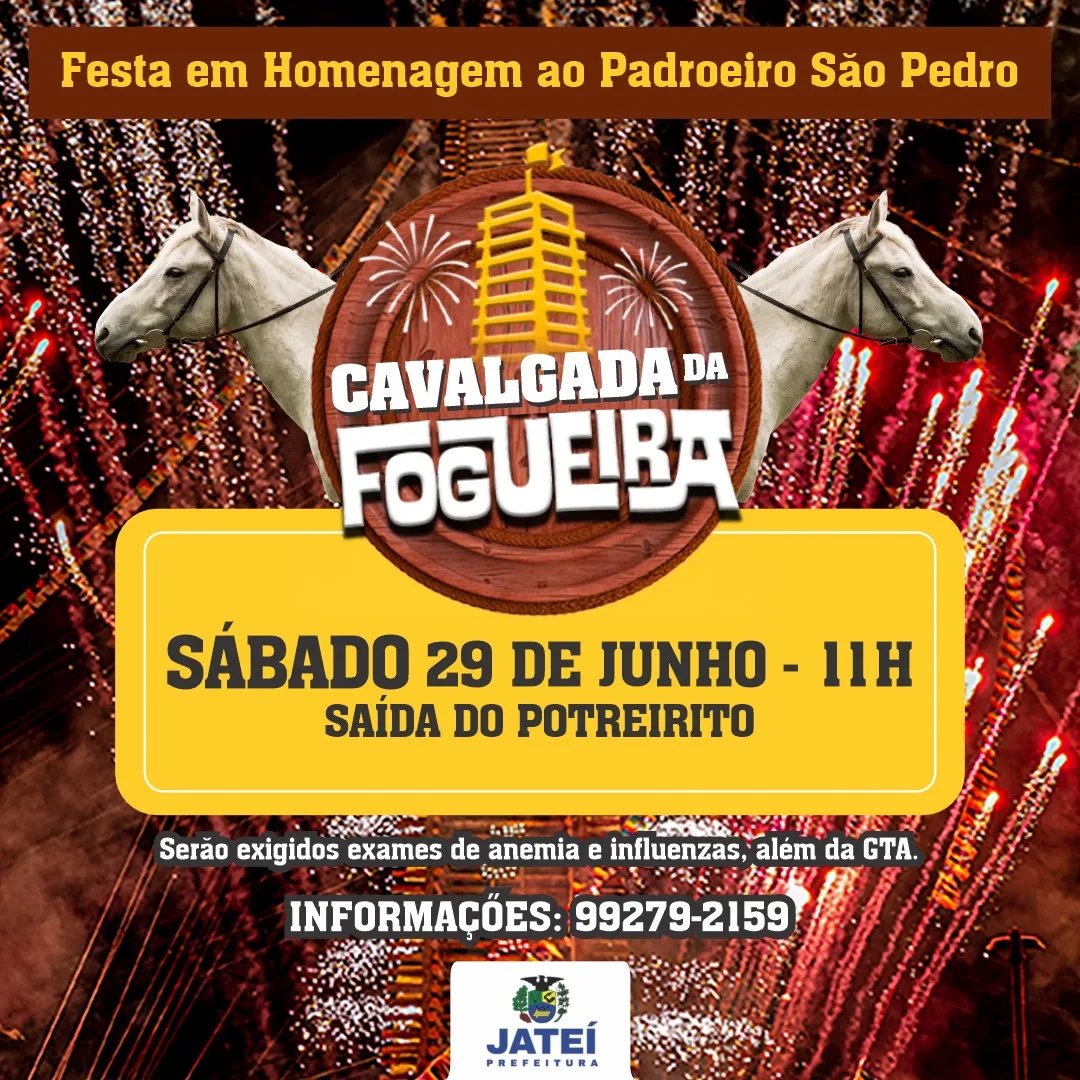 Festa em Homenagem ao Padroeiro São Pedro
CAVALGADA DA
FOGUEIRA
SÁBADO 29 DE JUNHO - 11H
SAÍDA DO POTREIRITO
Serão exigidos exames de anemia e influenzas, além da GTA.
INFORMAÇÕES: 99279-2159
JATEÍ
PREFEITURA